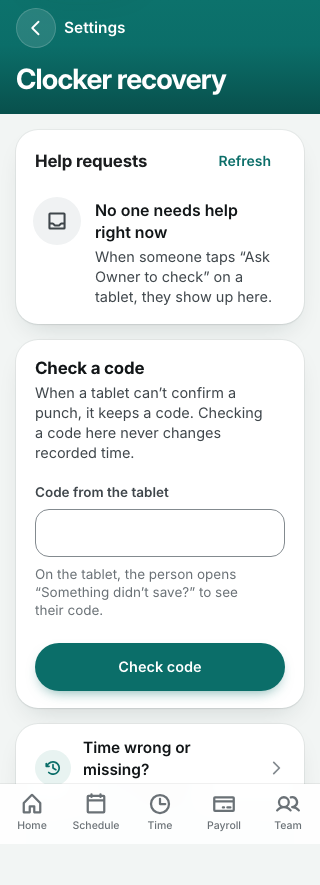 Settings
Clocker recovery
Help requests
Refresh
No one needs help
right now
When someone taps “Ask
Owner to check” on a
tablet, they show up here.
Check a code
When a tablet can’t confirm a
punch, it keeps a code. Checking
a code here never changes
recorded time.
Code from the tablet
On the tablet, the person opens
“Something didn’t save?” to see
their code.
Check code
Time wrong or
missing?
Home
Schedule
Time
Payroll
Team